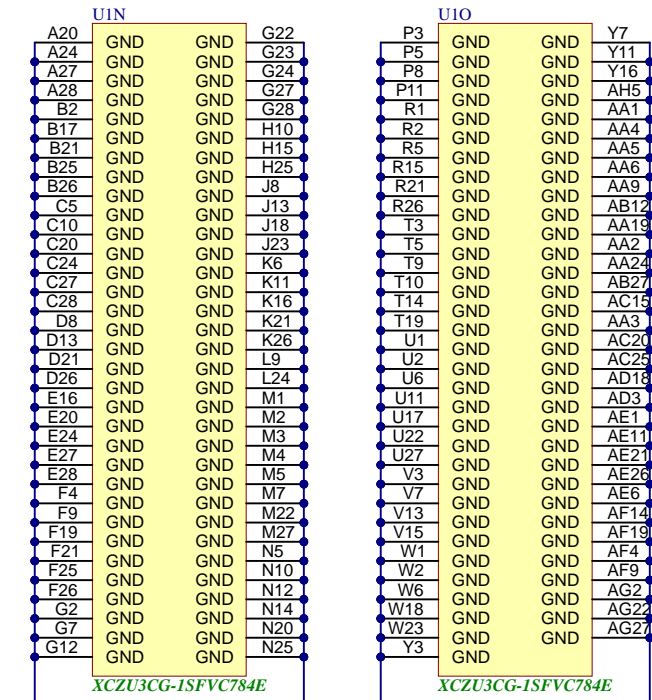 U1N
A20 GND GND G22
A24 GND GND G23
A27 GND GND G24
A28 GND GND G27
B2 GND GND G28
B17 GND GND H10
B21 GND GND H15
B25 GND GND H25
B26 GND GND J8
C5 GND GND J13
C10 GND GND J18
C20 GND GND J23
C24 GND GND K6
C27 GND GND K11
C28 GND GND K16
D8 GND GND K21
D13 GND GND K26
D21 GND GND L9
D26 GND GND L24
E16 GND GND M1
E20 GND GND M2
E24 GND GND M3
E27 GND GND M4
E28 GND GND M5
F4 GND GND M7
F9 GND GND M22
F19 GND GND M27
F21 GND GND N5
F25 GND GND N10
F26 GND GND N12
G2 GND GND N14
G7 GND GND N20
G12 GND GND N25
XCZU3CG-1SFVC784E
U1O
P3 GND GND Y7
P5 GND GND Y11
P8 GND GND Y16
P11 GND GND AH5
R1 GND GND AA1
R2 GND GND AA4
R5 GND GND AA5
R15 GND GND AA6
R21 GND GND AA9
R26 GND GND AB12
T3 GND GND AA19
T5 GND GND AA2
T9 GND GND AA24
T10 GND GND AB27
T14 GND GND AC15
T19 GND GND AA3
U1 GND GND AC20
U2 GND GND AC25
U6 GND GND AD18
U11 GND GND AD3
U17 GND GND AE1
U22 GND GND AE11
U27 GND GND AE21
V3 GND GND AE26
V7 GND GND AE6
V13 GND GND AF14
V15 GND GND AF19
W1 GND GND AF4
W2 GND GND AF9
W6 GND GND AG2
W18 GND GND AG22
W23 GND GND AG27
Y3 GND
XCZU3CG-1SFVC784E